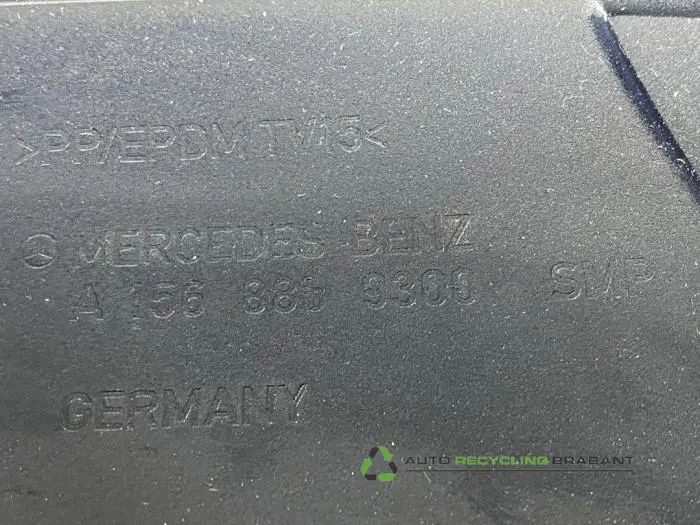 >PP/EPDM TV15<
MERCEDES-BENZ
A 156 885 9300 SMP
GERMANY
AUTO RECYCLING BRABANT